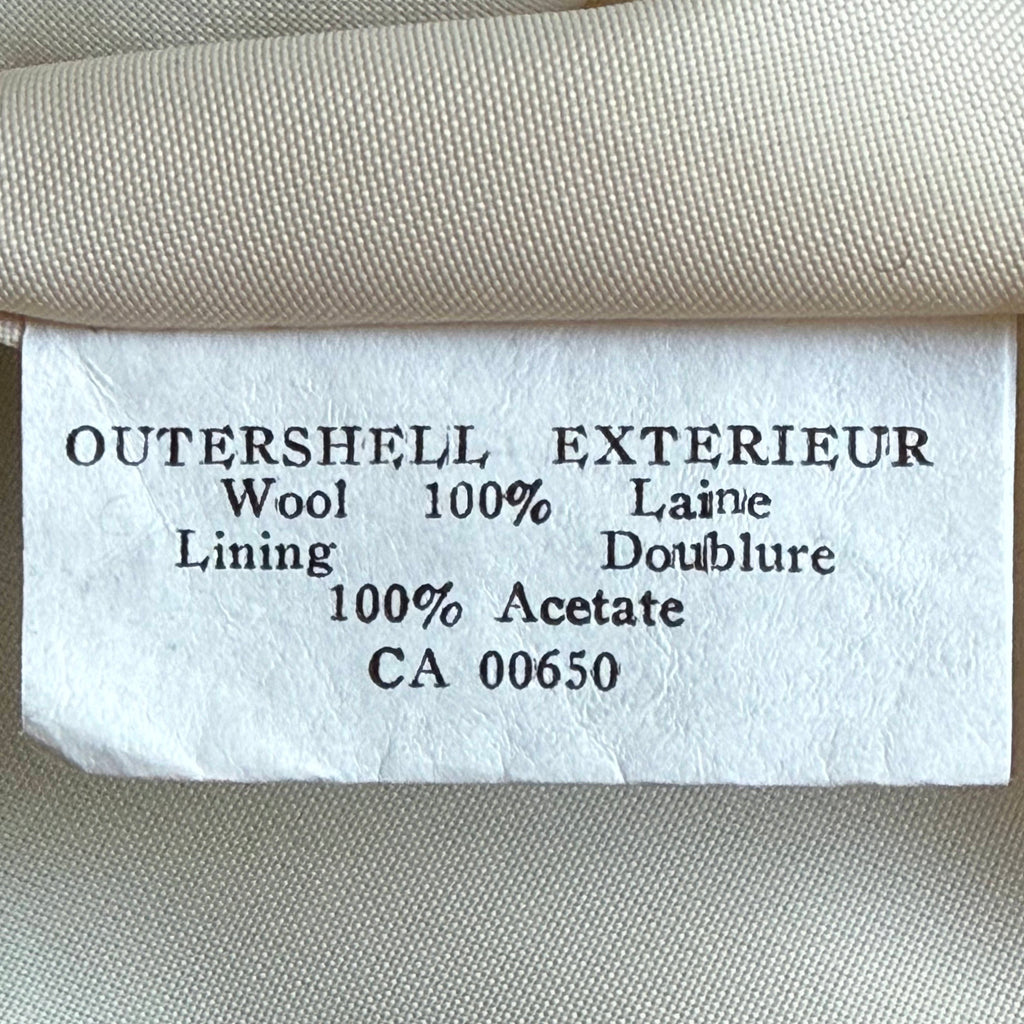 OUTERSHELL EXTERIEUR
Wool 100% Laine
Lining Doublure
100% Acetate
CA 00650